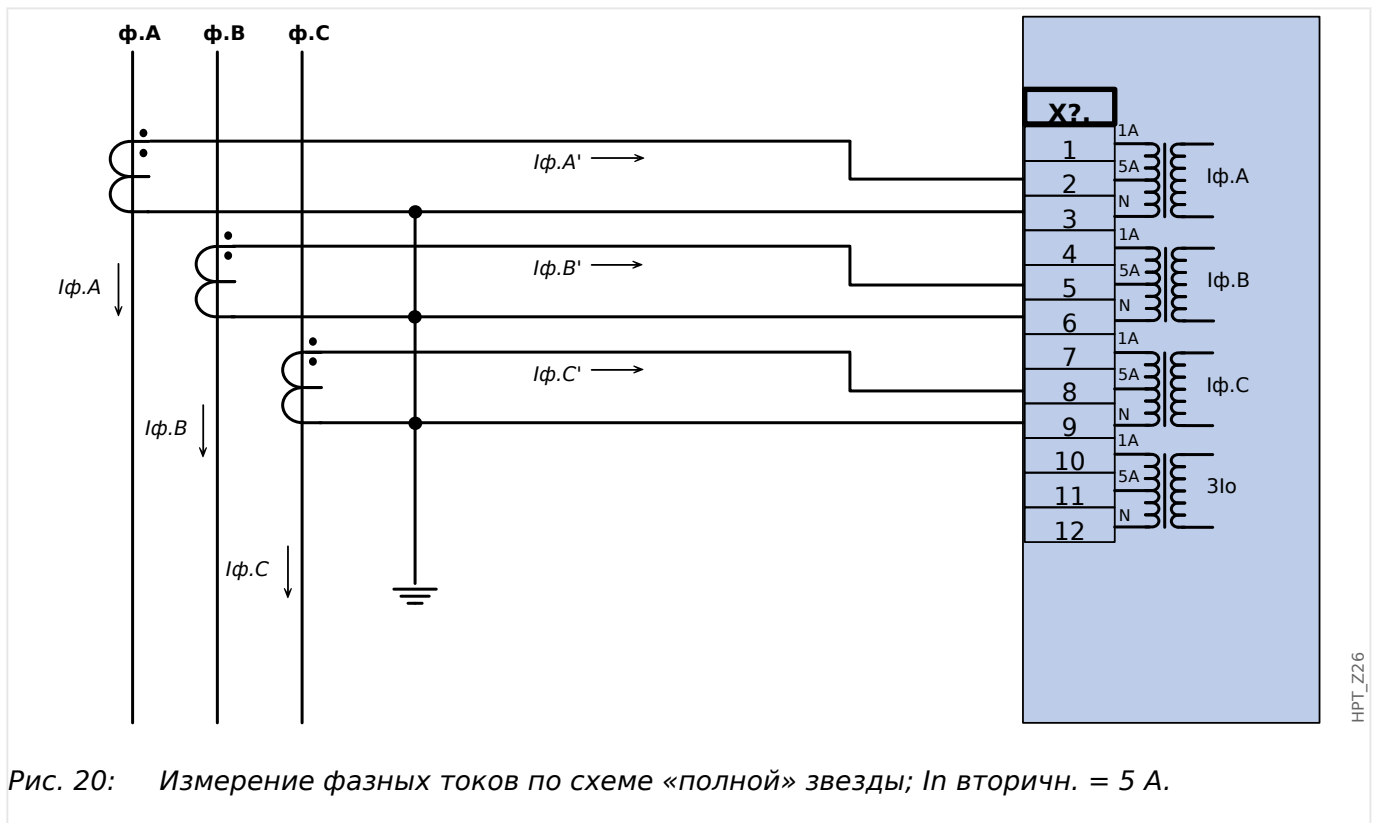 ф.A ф.B ф.C
X?.
1A
1
Iф.A' 5A Iф.A
2
N
3
1A
4
Iф.B' 5A Iф.B
5
Iф.A
N
6
1A
7
Iф.C' 5A Iф.C
8
N
9
Iф.B
1A
10
5A 3Io
11
N
12
Iф.C
HPT_Z26
Рис. 20: Измерение фазных токов по схеме «полной» звезды; In вторичн. = 5 А.